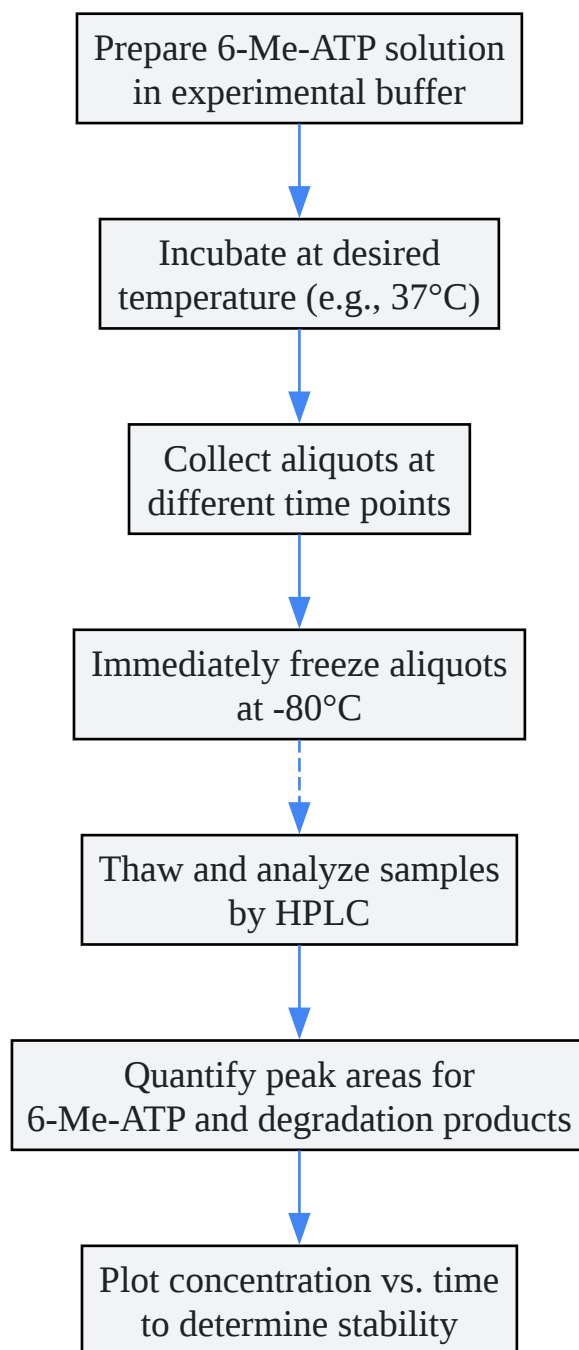 Prepare 6-Me-ATP solution
in experimental buffer
Incubate at desired
temperature (e.g., 37°C)
Collect aliquots at
different time points
Immediately freeze aliquots
at -80°C
Thaw and analyze samples
by HPLC
Quantify peak areas for
6-Me-ATP and degradation products
Plot concentration vs. time
to determine stability